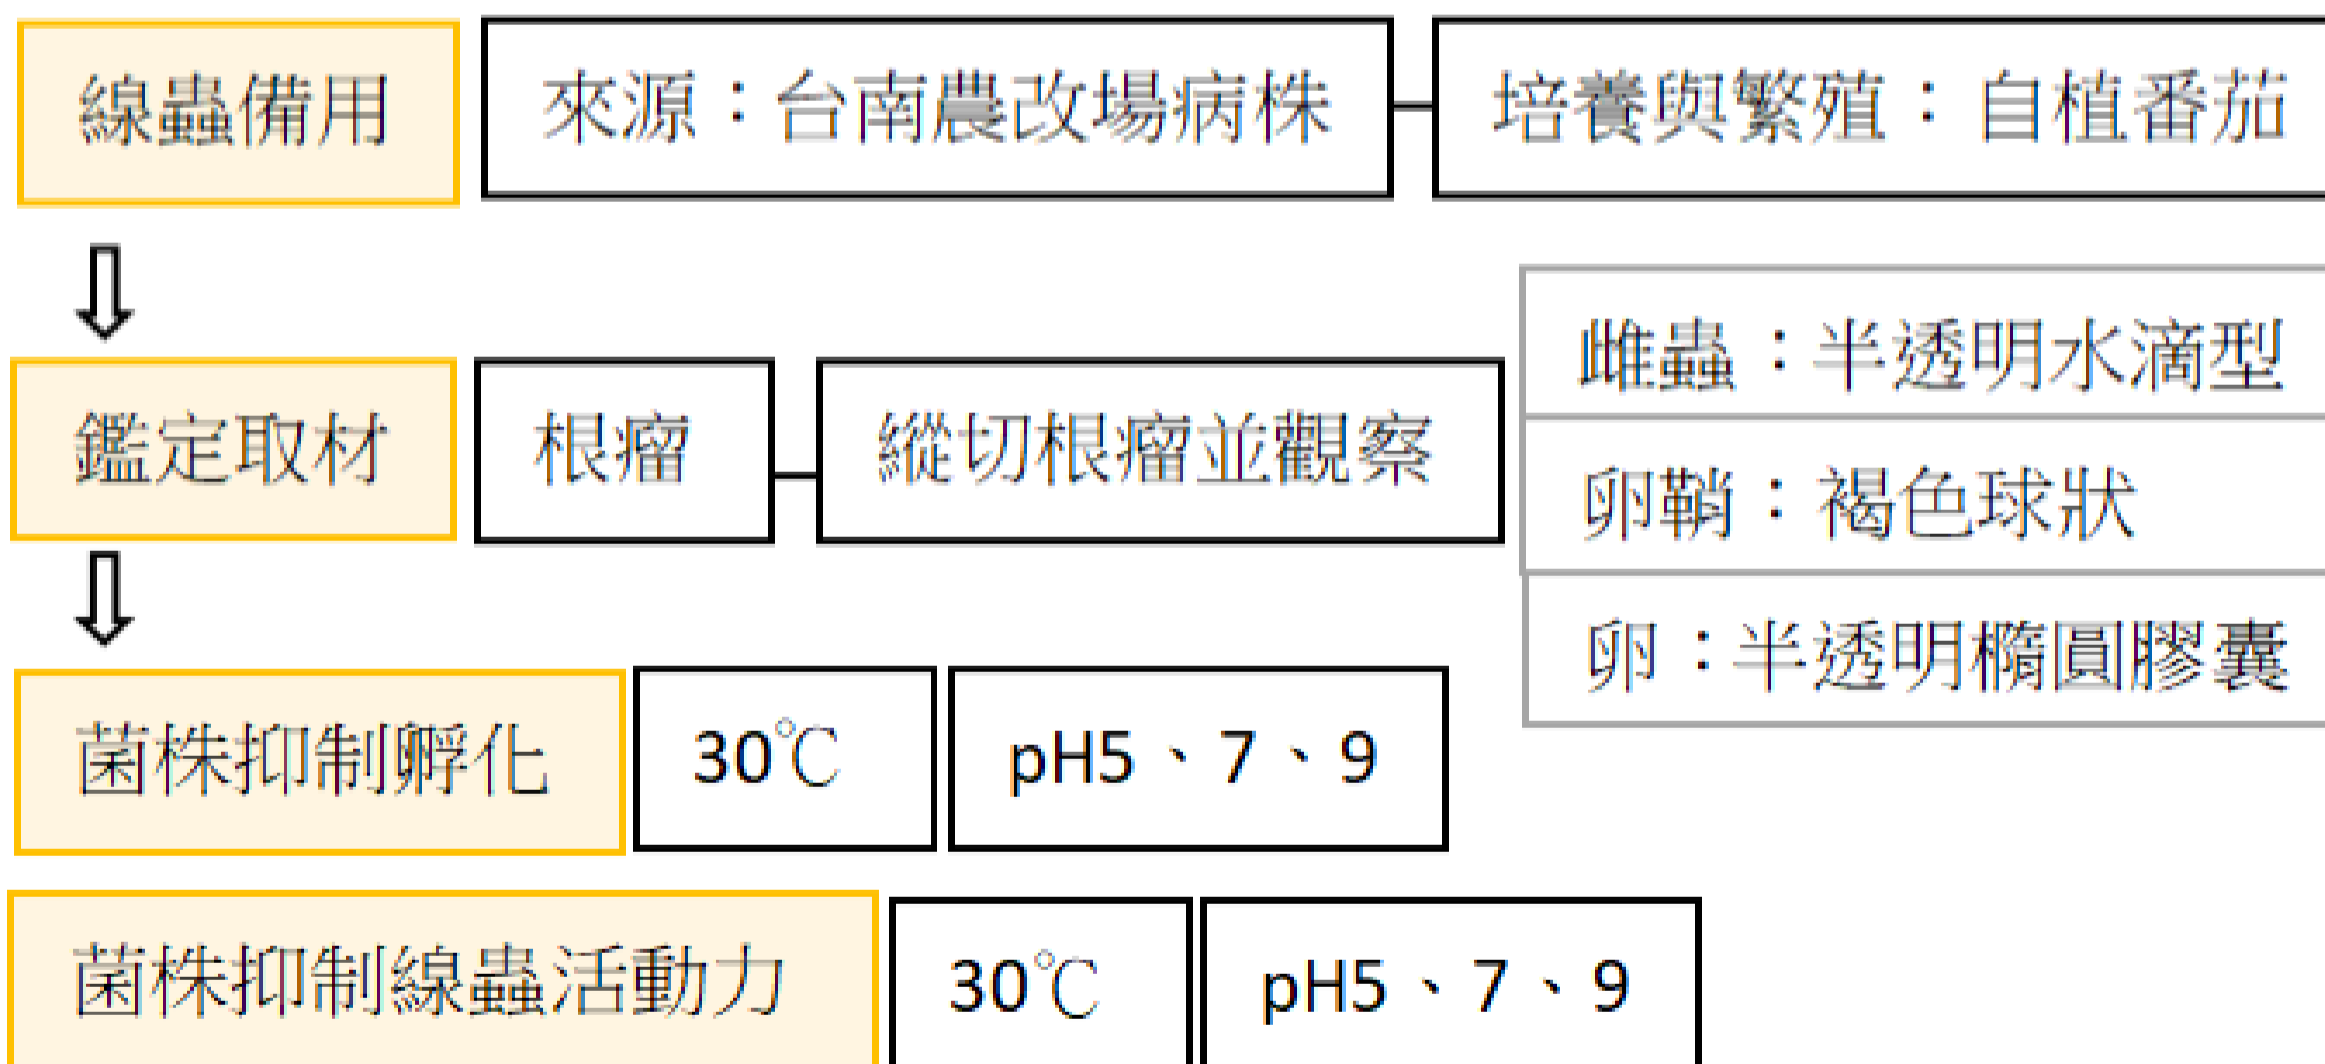 線蟲備用
來源：台南農改場病株
培養與繁殖：自植番茄
鑑定取材
根瘤
縱切根瘤並觀察
雌蟲：半透明水滴型
卵鞘：褐色球狀
卵：半透明橢圓膠囊
菌株抑制孵化
30℃
pH5、7、9
菌株抑制線蟲活動力
30℃
pH5、7、9